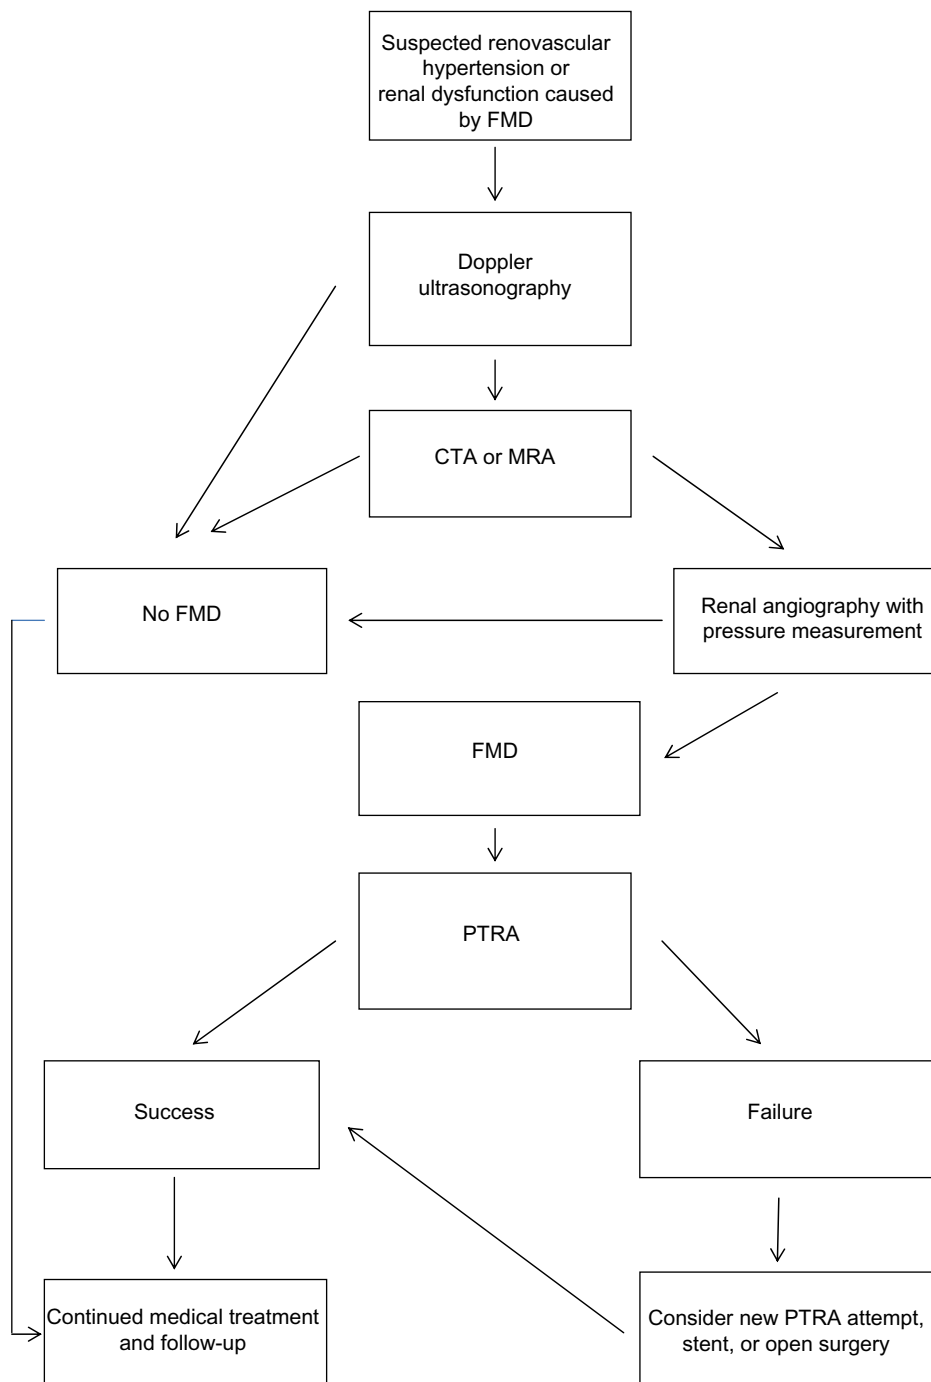 Suspected renovascular
hypertension or
renal dysfunction caused
by FMD
Doppler
ultrasonography
CTA or MRA
No FMD
Renal angiography with
pressure measurement
FMD
PTRA
Success
Failure
Continued medical treatment
and follow-up
Consider new PTRA attempt,
stent, or open surgery